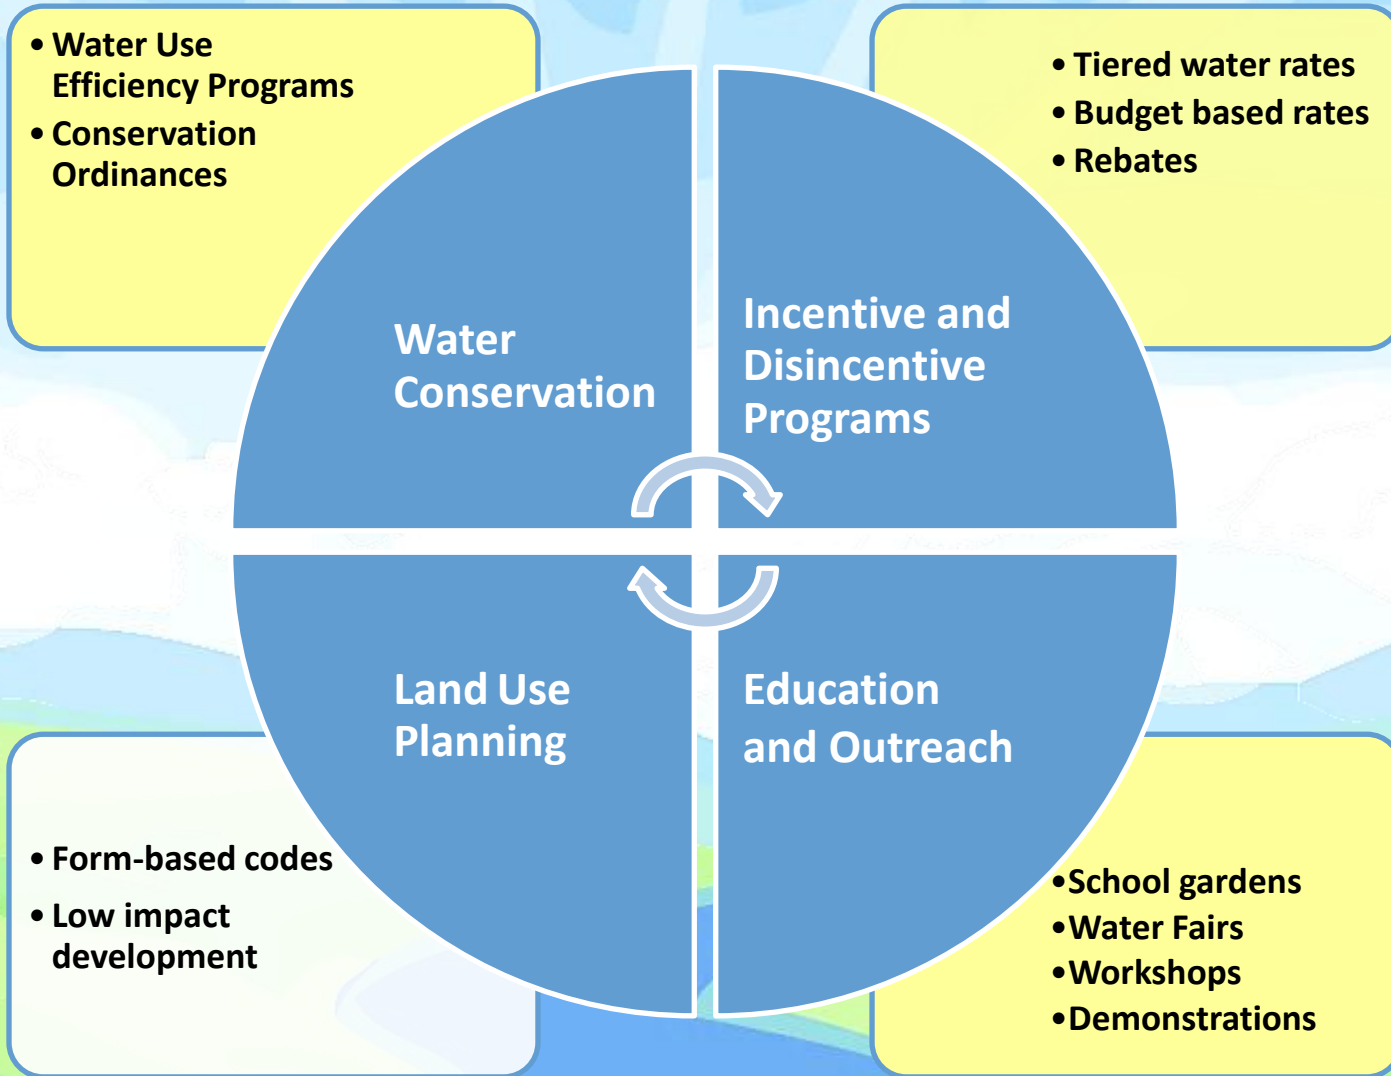 • Water Use
Efficiency Programs
• Conservation
Ordinances
• Tiered water rates
• Budget based rates
• Rebates
Water
Conservation
Incentive and
Disincentive
Programs
Land Use
Planning
Education
and Outreach
• Form-based codes
• Low impact
development
•School gardens
•Water Fairs
•Workshops
•Demonstrations